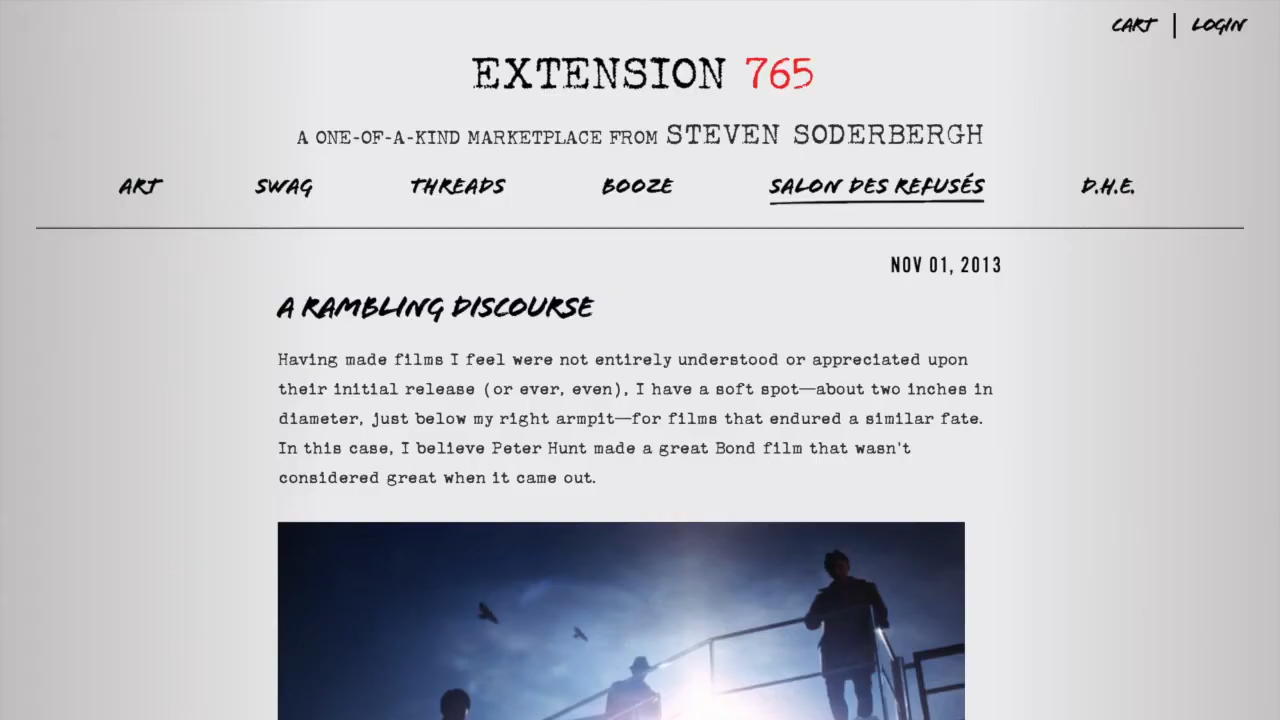 CART | LOGIN
EXTENSION 765
A ONE-OF-A-KIND MARKETPLACE FROM STEVEN SODERBERGH
ART SWAG THREADS BOOZE SALON DES REFUSÉS D.H.E.
NOV 01, 2013
A RAMBLING DISCOURSE
Having made films I feel were not entirely understood or appreciated upon
their initial release (or ever, even), I have a soft spot—about two inches in
diameter, just below my right armpit—for films that endured a similar fate.
In this case, I believe Peter Hunt made a great Bond film that wasn't
considered great when it came out.